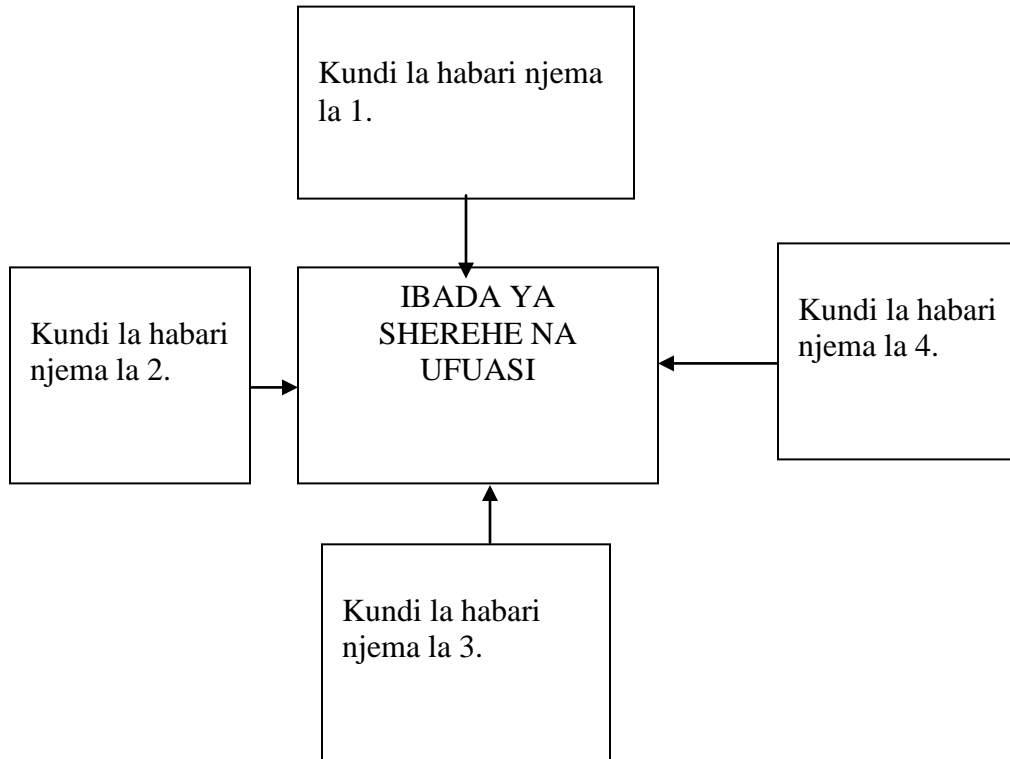 Kundi la habari njema
la 1.
Kundi la habari
njema la 2.
IBADA YA
SHEREHE NA
UFUASI
Kundi la habari
njema la 4.
Kundi la habari
njema la 3.